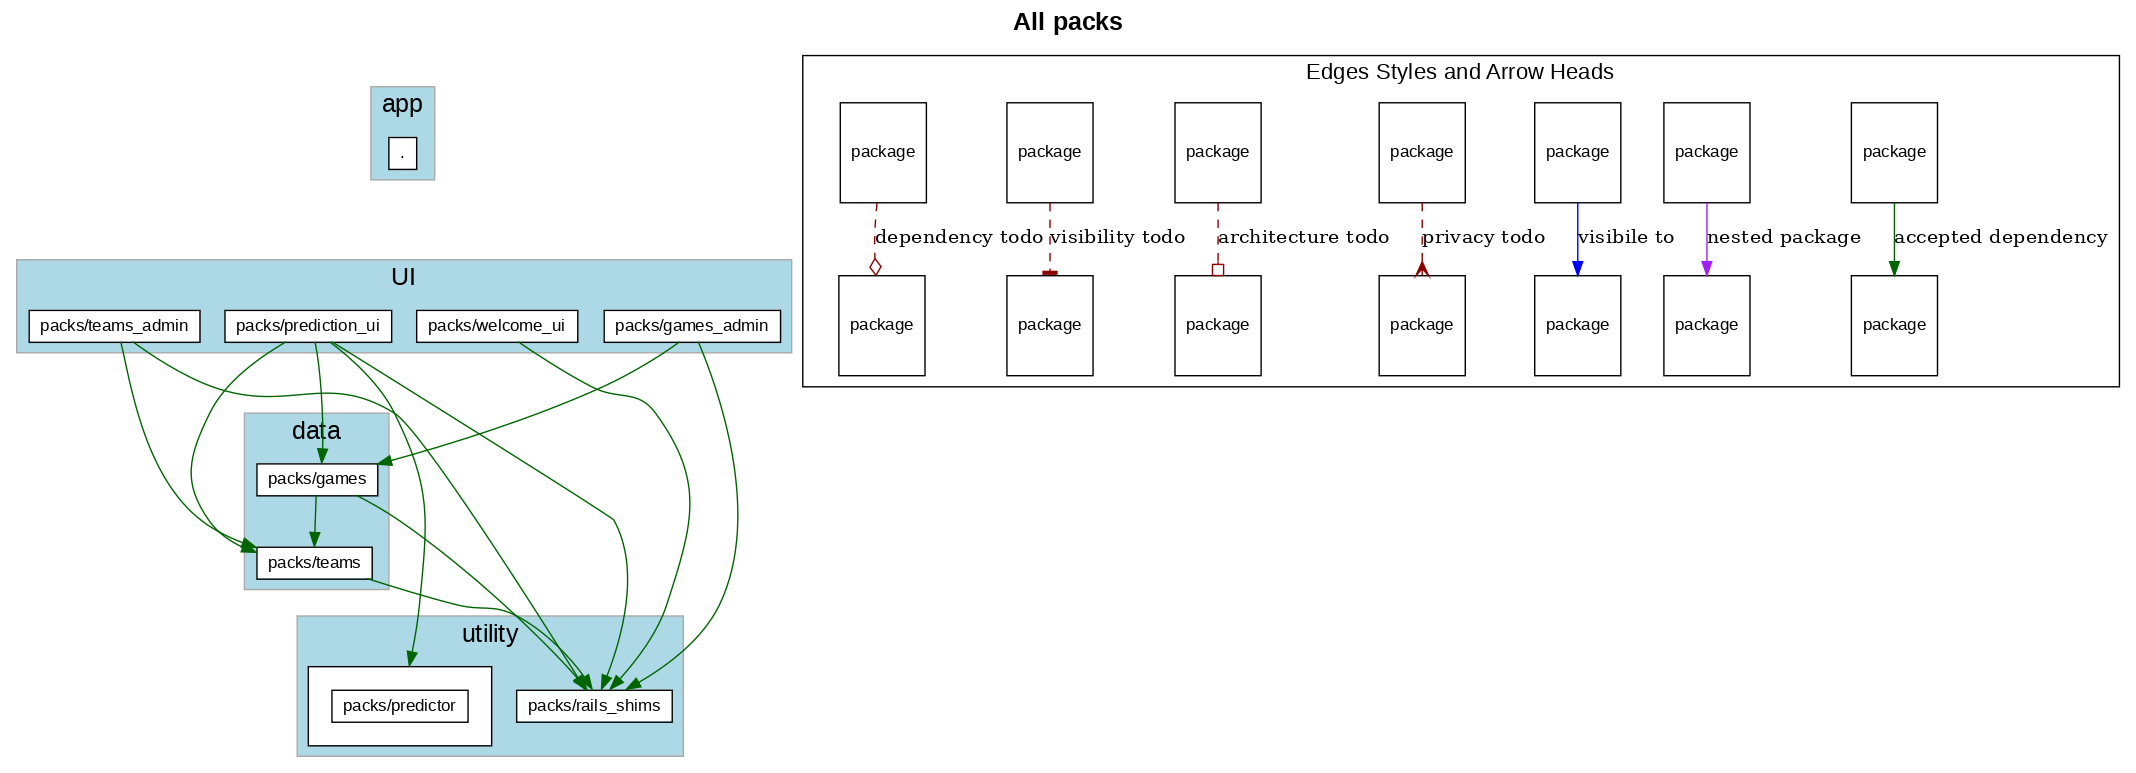 All packs
app
.
UI
packs/teams_admin
packs/prediction_ui
packs/welcome_ui
packs/games_admin
data
packs/games
packs/teams
utility
packs/predictor
packs/rails_shims
Edges Styles and Arrow Heads
package
package
package
package
package
package
package
dependency todo
visibility todo
architecture todo
privacy todo
visibile to
nested package
accepted dependency
package
package
package
package
package
package
package